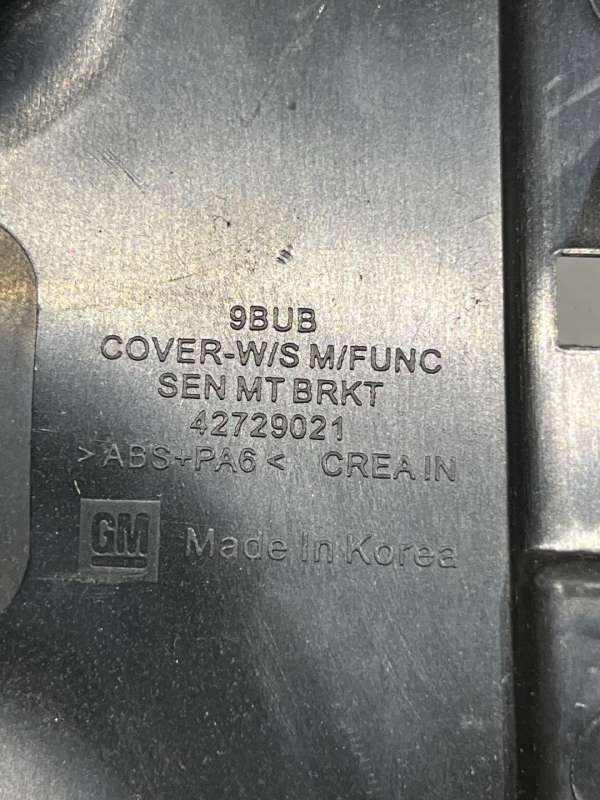 9BUB
COVER-W/S M/FUNC
SEN MT BRKT
42729021
>ABS+PA6< CREA IN
GM Made In Korea